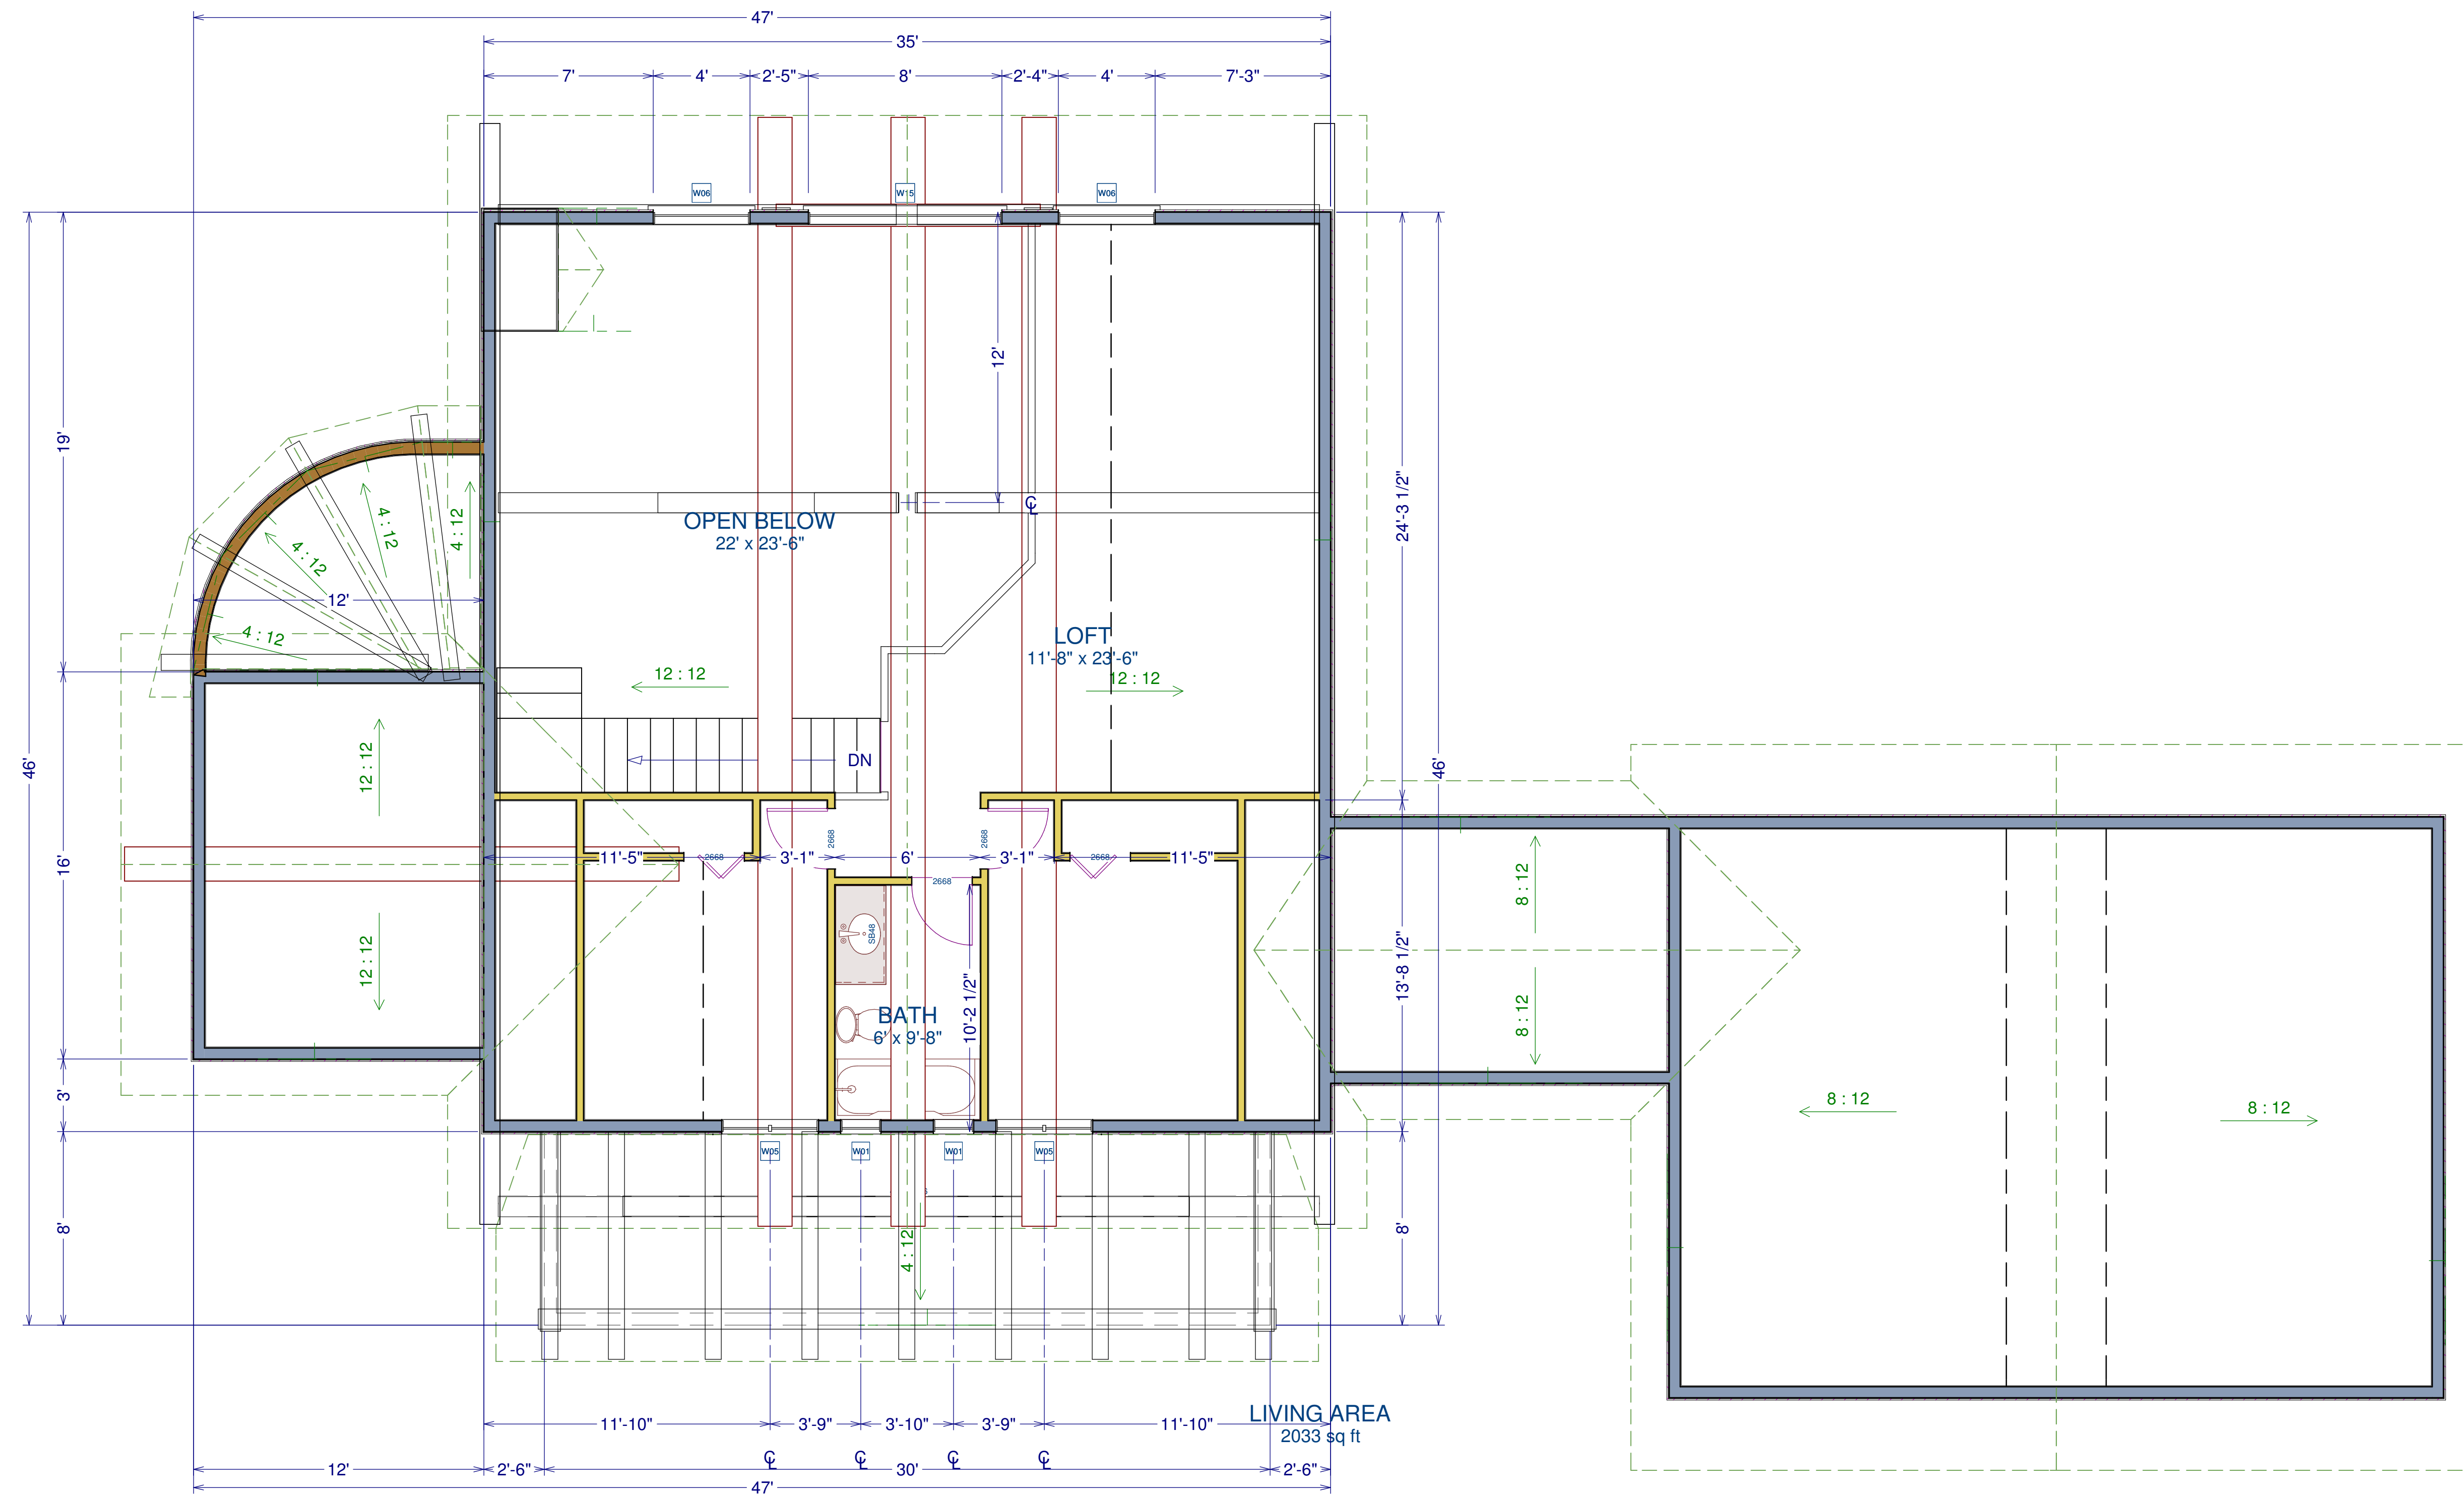 47'
35'
7'
4'
2'-5"
8'
2'-4"
4'
7'-3"
W06
W15
W06
12'
19'
24'-3 1/2"
℄
OPEN BELOW
22' x 23'-6"
4 : 12
4 : 12
4 : 12
4 : 12
12'
LOFT
11'-8" x 23'-6"
12 : 12
12 : 12
46'
46'
DN
12 : 12
12 : 12
16'
2668
2668
11'-5"
2668
3'-1"
6'
3'-1"
2668
11'-5"
2668
SB48
8 : 12
8 : 12
13'-8 1/2"
10'-2 1/2"
BATH
6' x 9'-8"
3'
8 : 12
8 : 12
W05
W01
W01
W05
8'
8'
4 : 12
LIVING AREA
2033 sq ft
11'-10"
3'-9"
3'-10"
3'-9"
11'-10"
℄
℄
℄
℄
12'
2'-6"
30'
2'-6"
47'